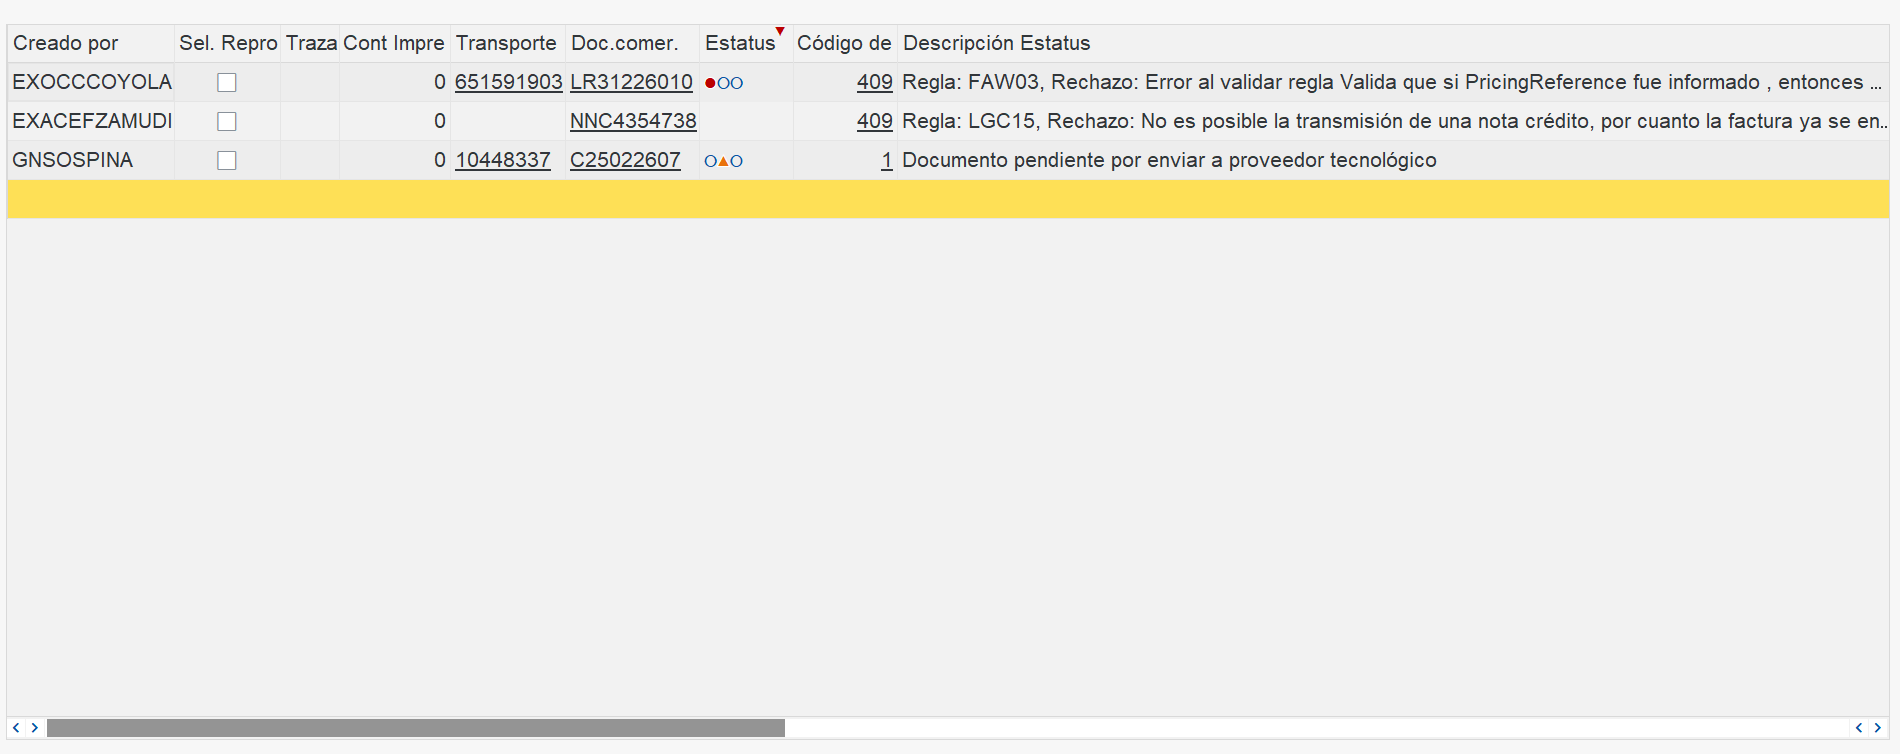 Creado por Sel. Repro Traza Cont Impre Transporte Doc.comer. Estatus Código de Descripción Estatus
EXOCCCOYOLA 0 651591903 LR31226010 409 Regla: FAW03, Rechazo: Error al validar regla Valida que si PricingReference fue informado , entonces ...
EXACEFZAMUDI 0 NNC4354738 409 Regla: LGC15, Rechazo: No es posible la transmisión de una nota crédito, por cuanto la factura ya se en...
GNSOSPINA 0 10448337 C25022607 1 Documento pendiente por enviar a proveedor tecnológico